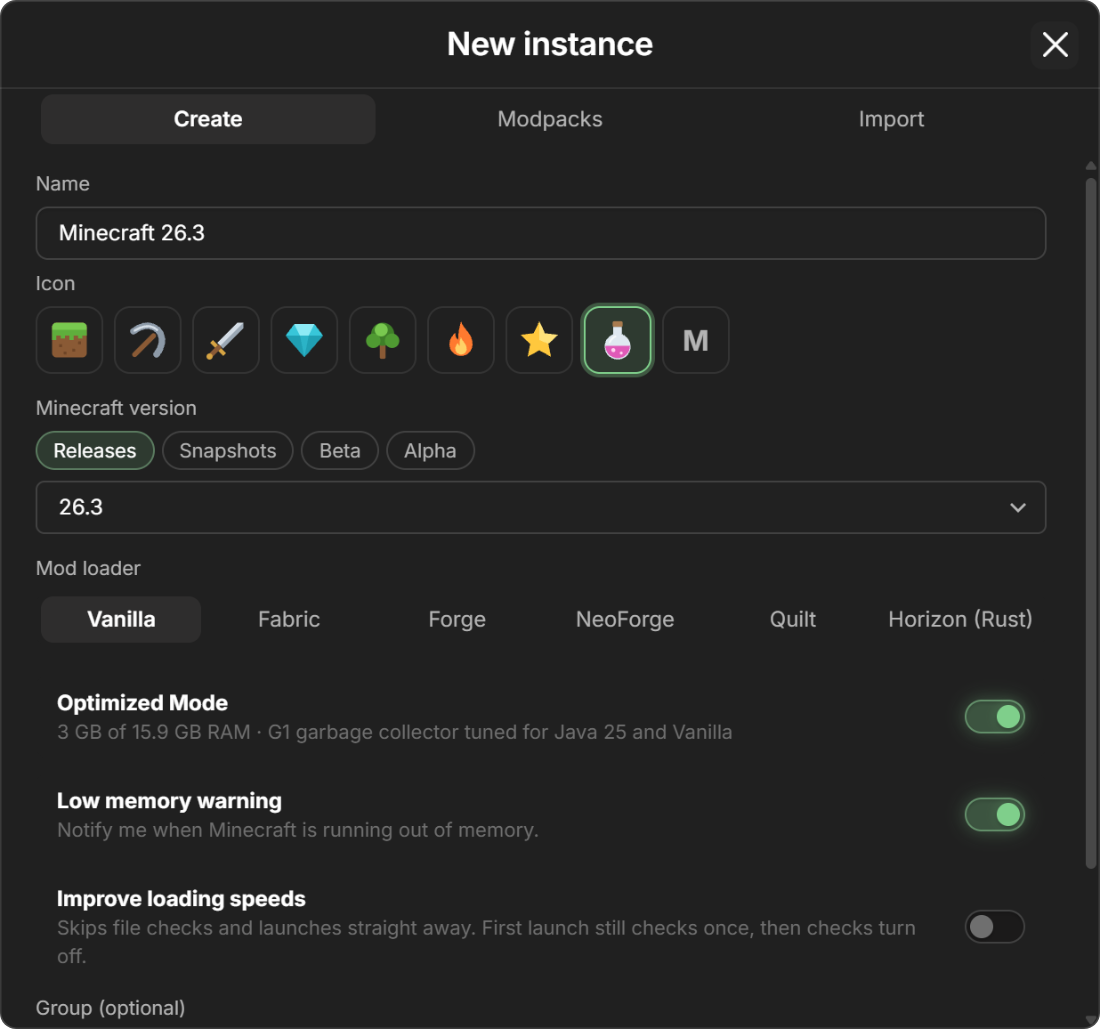 New instance
Create
Modpacks
Import
Name
Minecraft 26.3
Icon
M
Minecraft version
Releases
Snapshots
Beta
Alpha
26.3
Mod loader
Vanilla
Fabric
Forge
NeoForge
Quilt
Horizon (Rust)
Optimized Mode
3 GB of 15.9 GB RAM · G1 garbage collector tuned for Java 25 and Vanilla
Low memory warning
Notify me when Minecraft is running out of memory.
Improve loading speeds
Skips file checks and launches straight away. First launch still checks once, then checks turn
off.
Group (optional)